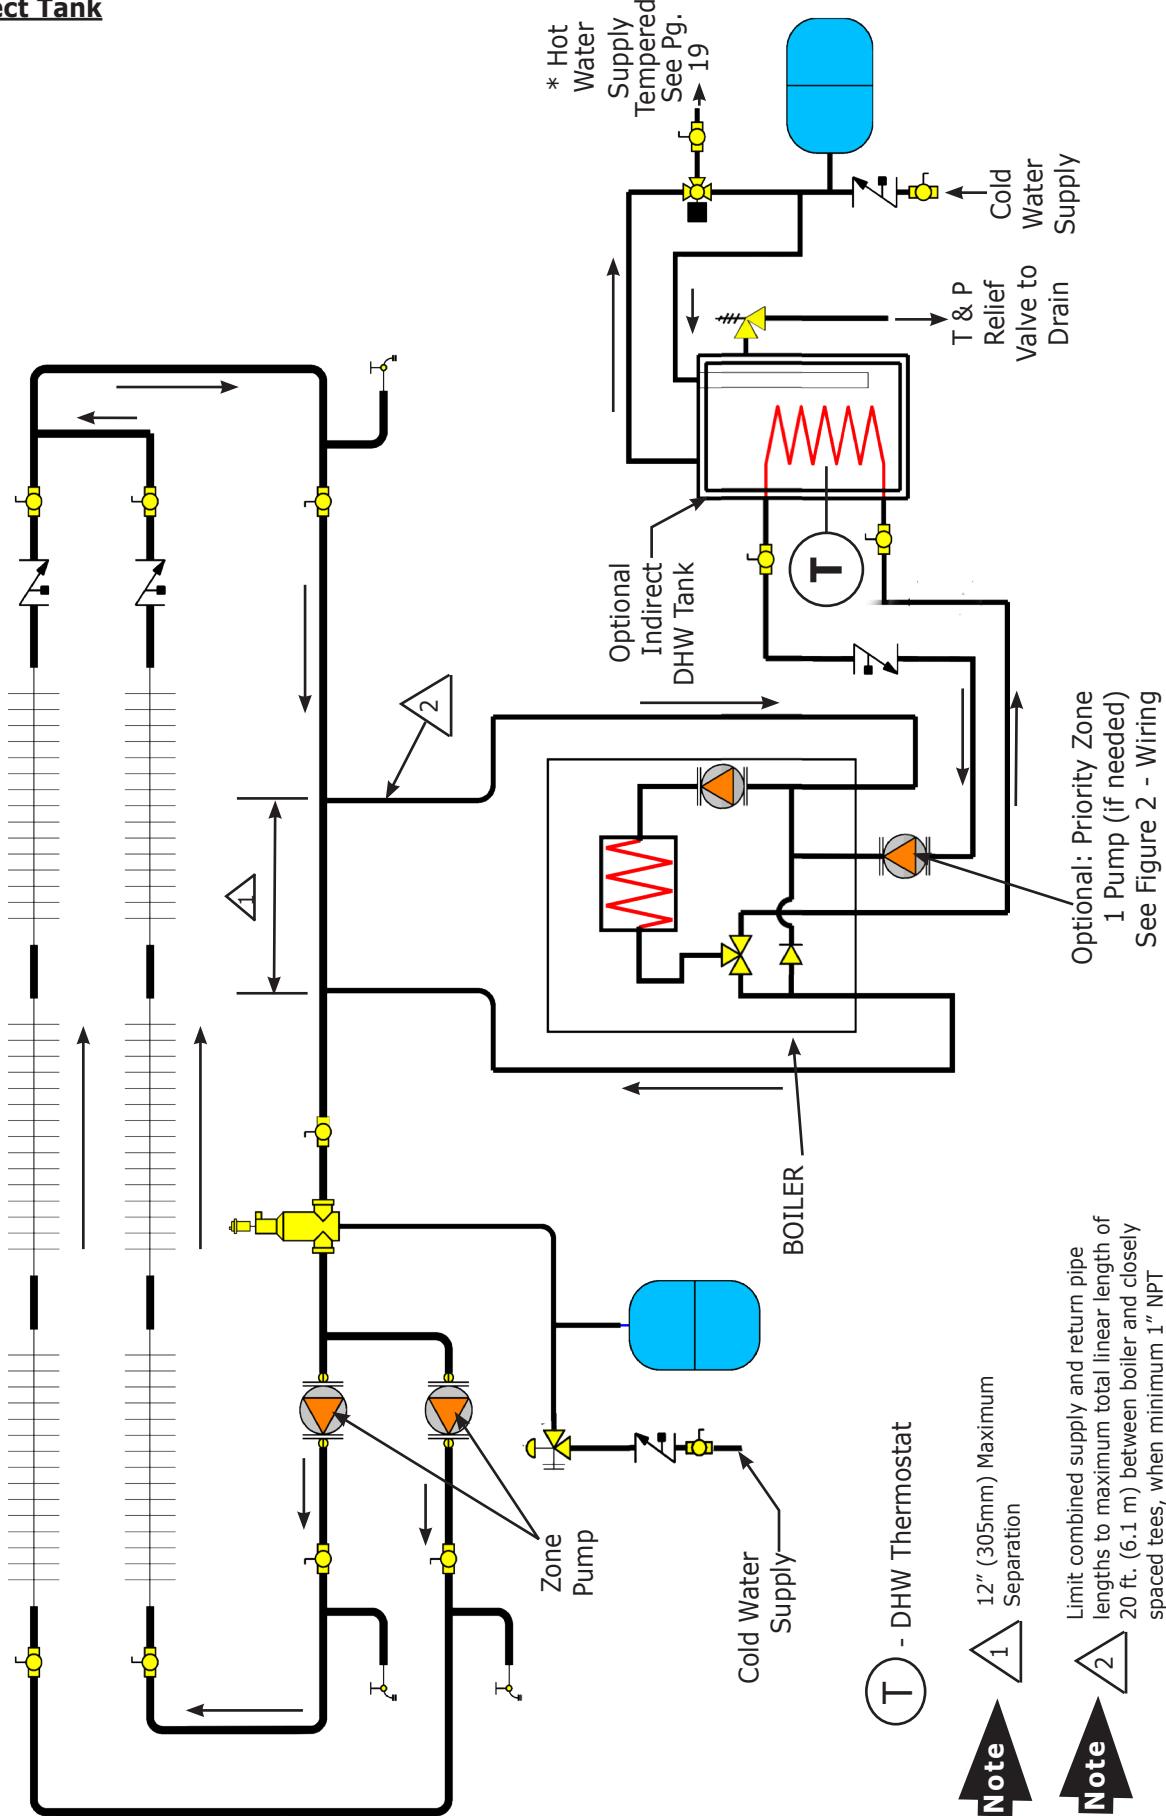 ect Tank
* Hot
Water
Supply
Tempered
See Pg.
19
Cold
Water
Supply
T & P
Relief
Valve to
Drain
Optional
Indirect
DHW Tank
T
2
1
Optional: Priority Zone
1 Pump (if needed)
See Figure 2 - Wiring
BOILER
Zone
Pump
Cold Water
Supply
T - DHW Thermostat
Note
1
12" (305mm) Maximum
Separation
Note
2
Limit combined supply and return pipe
lengths to maximum total linear length of
20 ft. (6.1 m) between boiler and closely
spaced tees, when minimum 1" NPT